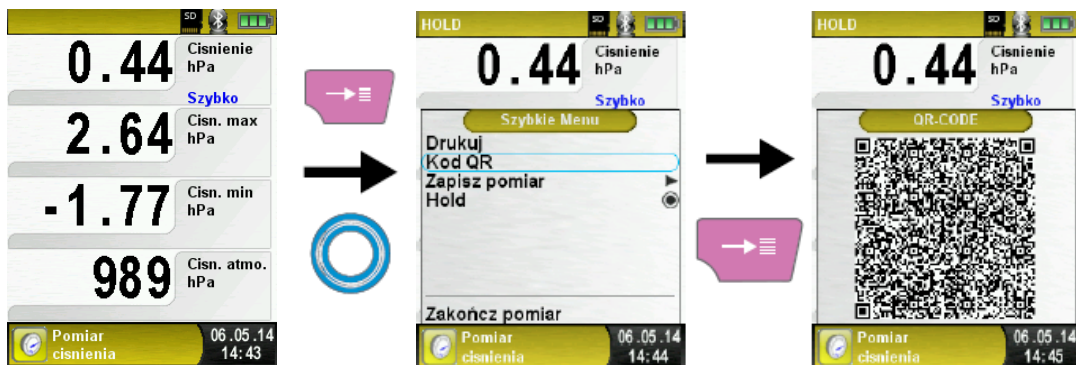 SD
0.44
Cisnienie
hPa
Szybko
2.64
Cisn. max
hPa
-1.77
Cisn. min
hPa
989
Cisn. atmo.
hPa
Pomiar
cisnienia
06.05.14
14:43
HOLD
SD
0.44
Cisnienie
hPa
Szybko
Szybkie Menu
Drukuj
Kod QR
Zapisz pomiar
Hold
Zakończ pomiar
Pomiar
cisnienia
06.05.14
14:44
HOLD
SD
0.44
Cisnienie
hPa
Szybko
QR-CODE
Pomiar
cisnienia
06.05.14
14:45